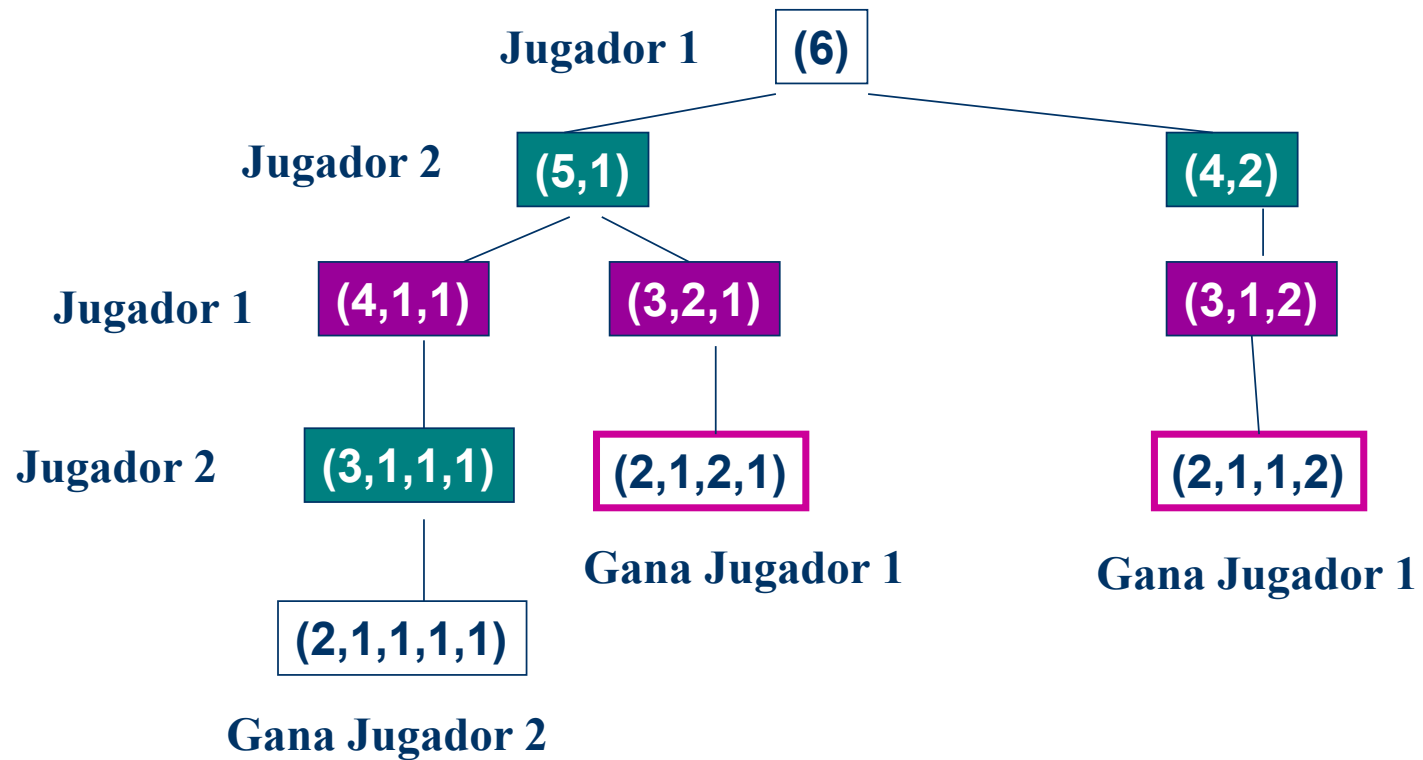 Jugador 1 (6)
Jugador 2 (5,1) (4,2)
Jugador 1 (4,1,1) (3,2,1) (3,1,2)
Jugador 2 (3,1,1,1) (2,1,2,1) (2,1,1,2)
Gana Jugador 1 Gana Jugador 1
(2,1,1,1,1)
Gana Jugador 2